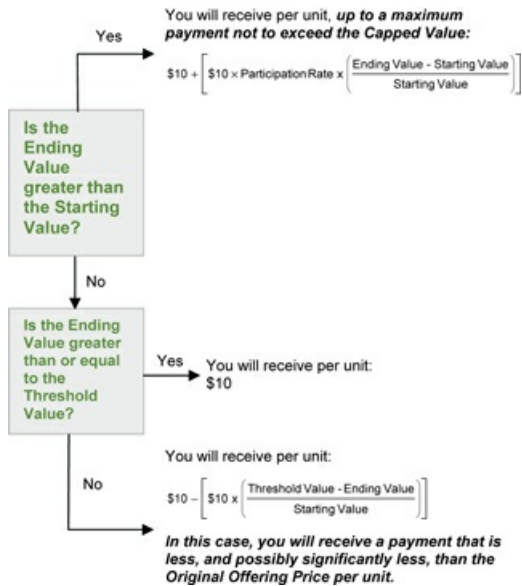 You will receive per unit, up to a maximum
payment not to exceed the Capped Value:
Yes
$10 + [$10 × Participation Rate x (Ending Value - Starting Value / Starting Value)]
Is the
Ending
Value
greater than
the Starting
Value?
No
Is the Ending
Value greater
than or equal
to the
Threshold
Value?
Yes
You will receive per unit:
$10
You will receive per unit:
No
$10 – [$10 x (Threshold Value - Ending Value / Starting Value)]
In this case, you will receive a payment that is
less, and possibly significantly less, than the
Original Offering Price per unit.